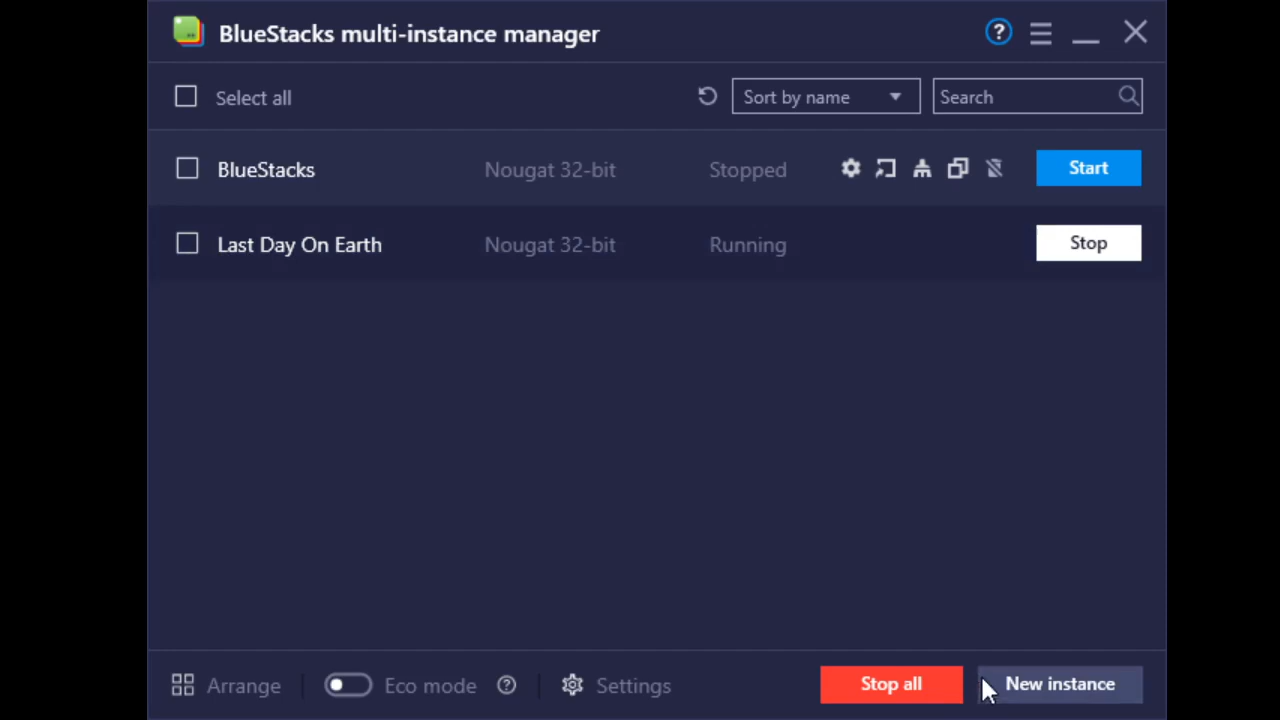 BlueStacks multi-instance manager ?
Select all Sort by name Search
BlueStacks Nougat 32-bit Stopped Start
Last Day On Earth Nougat 32-bit Running Stop
Arrange Eco mode ? Settings Stop all New instance